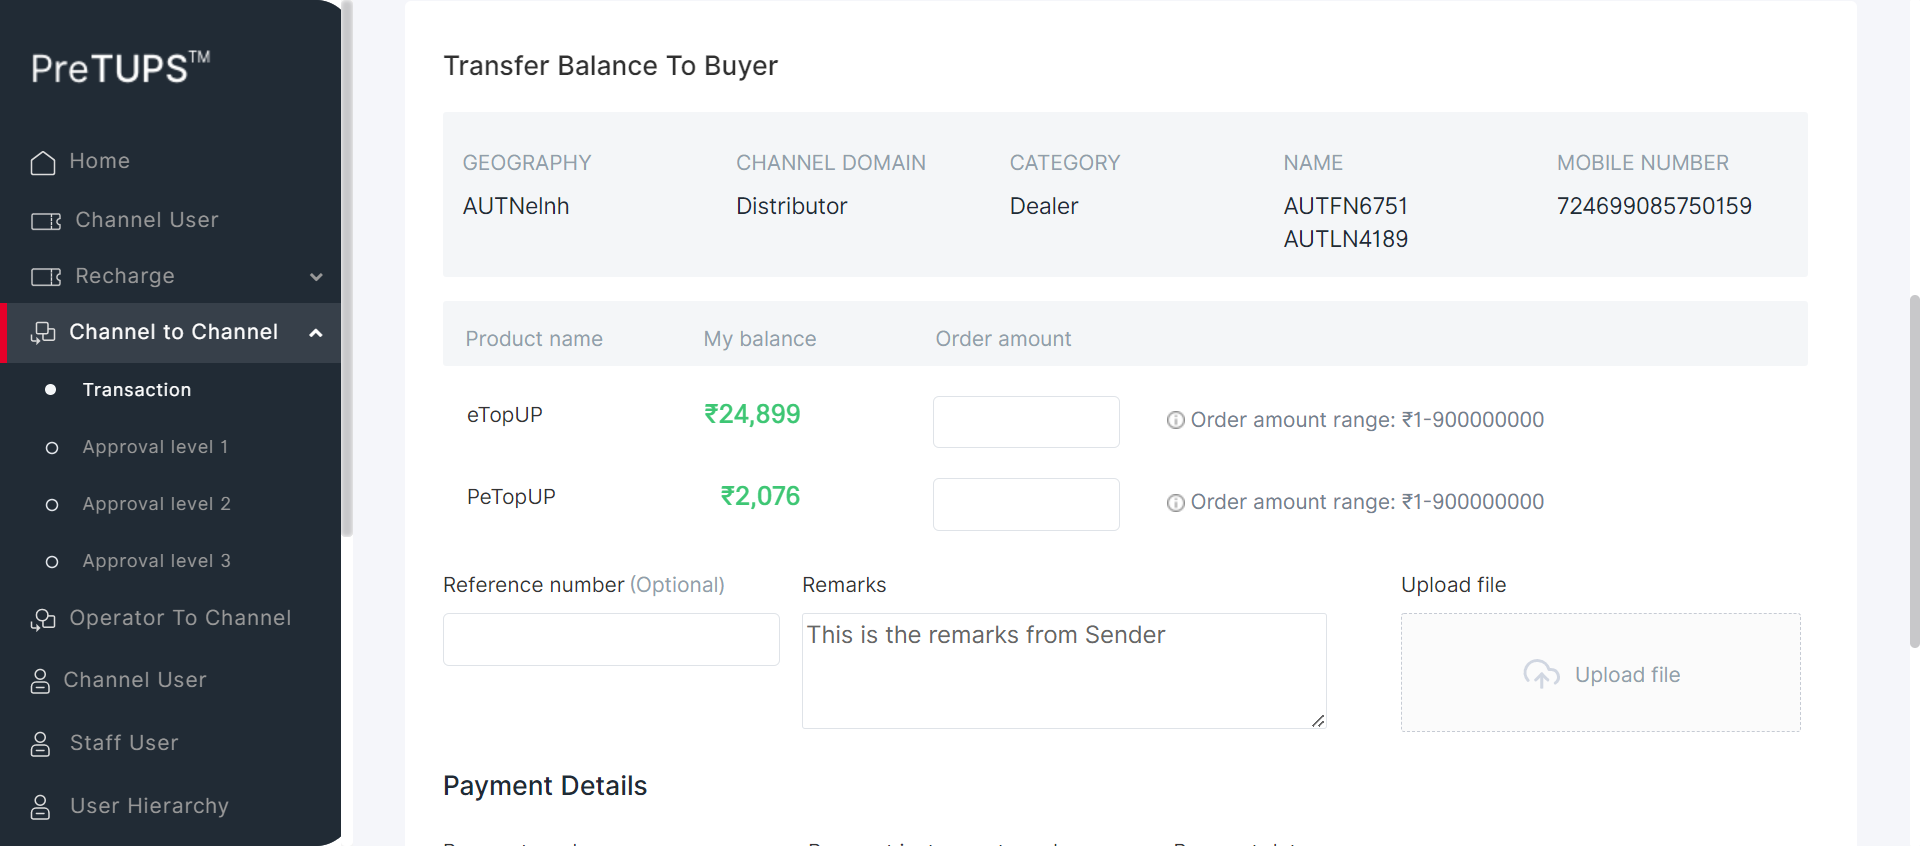 PreTUPS™
Home
Channel User
Recharge
Channel to Channel
Transaction
Approval level 1
Approval level 2
Approval level 3
Operator To Channel
Channel User
Staff User
User Hierarchy
Transfer Balance To Buyer
GEOGRAPHY CHANNEL DOMAIN CATEGORY NAME MOBILE NUMBER
AUTNelnh Distributor Dealer AUTFN6751 724699085750159
AUTLN4189
Product name My balance Order amount
eTopUP ₹24,899 Order amount range: ₹1-900000000
PeTopUP ₹2,076 Order amount range: ₹1-900000000
Reference number (Optional) Remarks Upload file
This is the remarks from Sender
Upload file
Payment Details